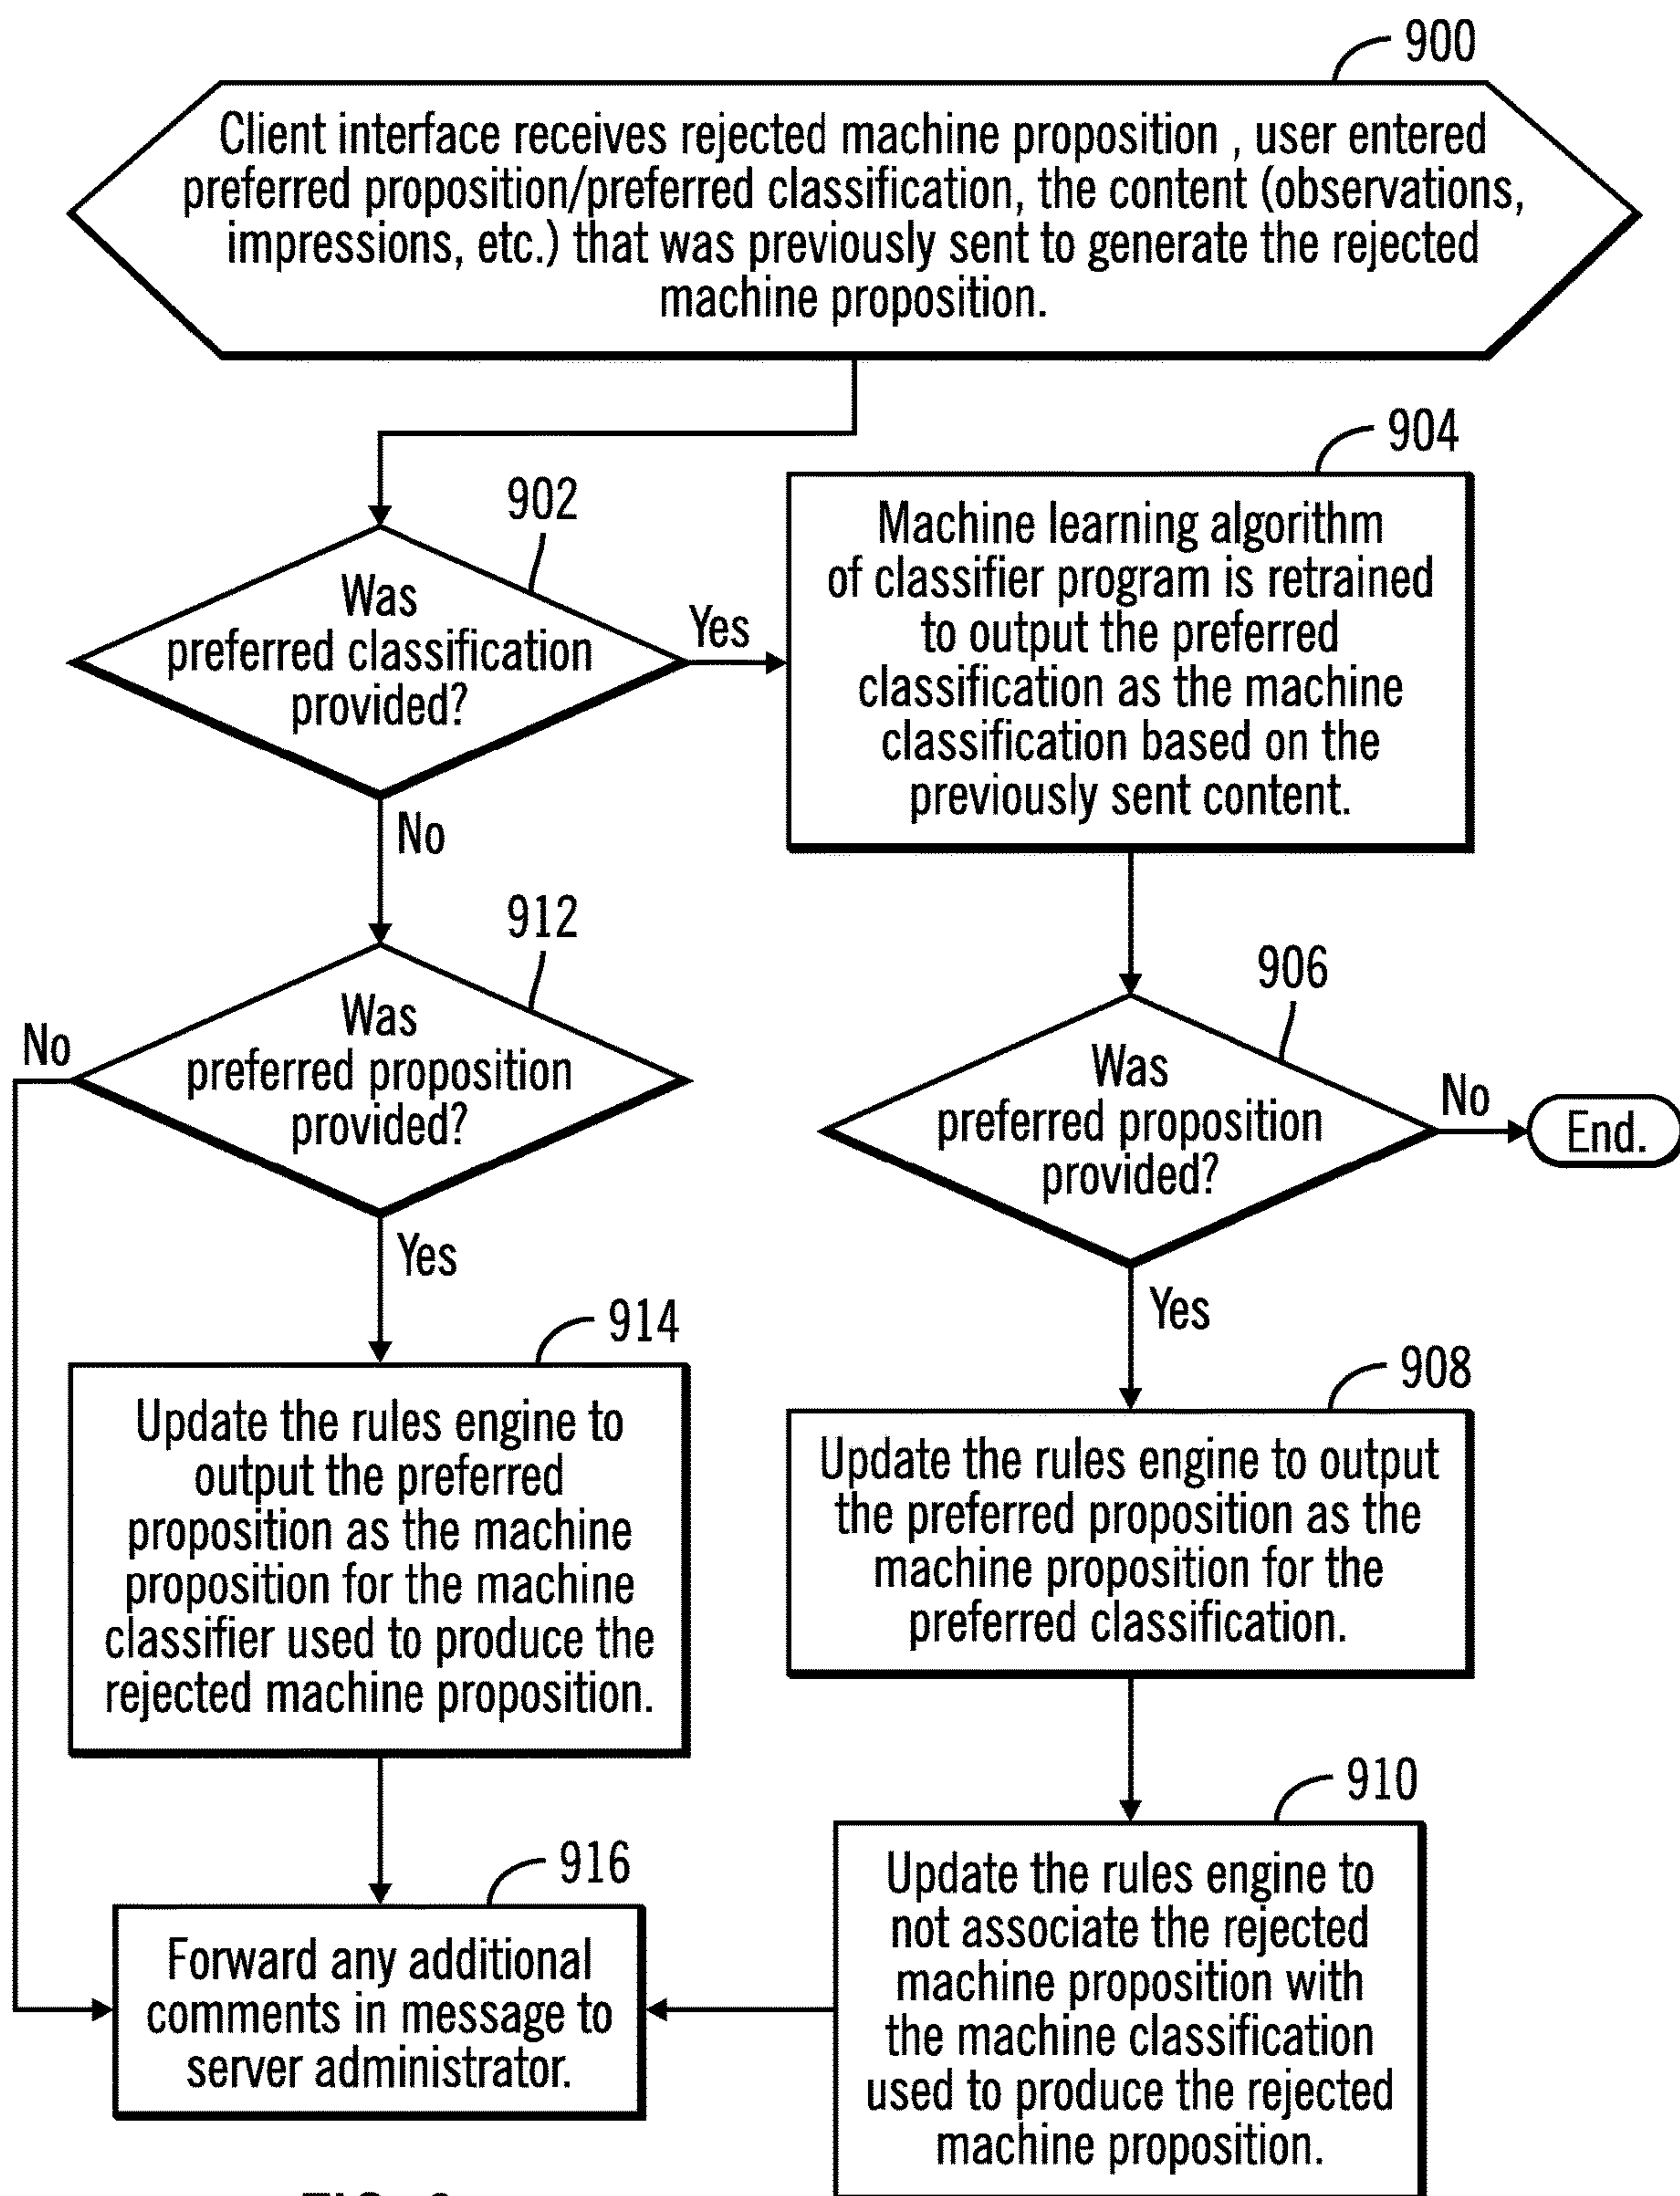 900
Client interface receives rejected machine proposition , user entered
preferred proposition/preferred classification, the content (observations,
impressions, etc.) that was previously sent to generate the rejected
machine proposition.
902
Was
preferred classification
provided?
Yes
No
904
Machine learning algorithm
of classifier program is retrained
to output the preferred
classification as the machine
classification based on the
previously sent content.
912
Was
preferred proposition
provided?
No
Yes
906
Was
preferred proposition
provided?
No
End.
Yes
914
Update the rules engine to
output the preferred
proposition as the machine
proposition for the machine
classifier used to produce the
rejected machine proposition.
908
Update the rules engine to output
the preferred proposition as the
machine proposition for the
preferred classification.
916
Forward any additional
comments in message to
server administrator.
910
Update the rules engine to
not associate the rejected
machine proposition with
the machine classification
used to produce the rejected
machine proposition.